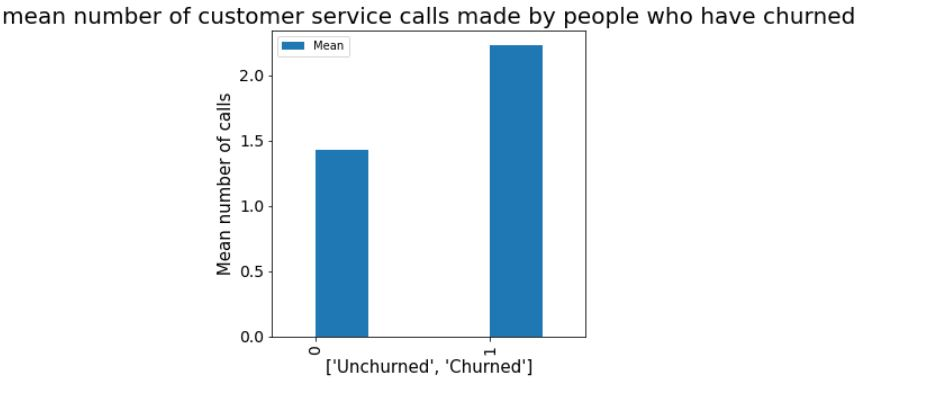 mean number of customer service calls made by people who have churned
Mean
Mean number of calls
2.0
1.5
1.0
0.5
0.0
0
1
['Unchurned', 'Churned']